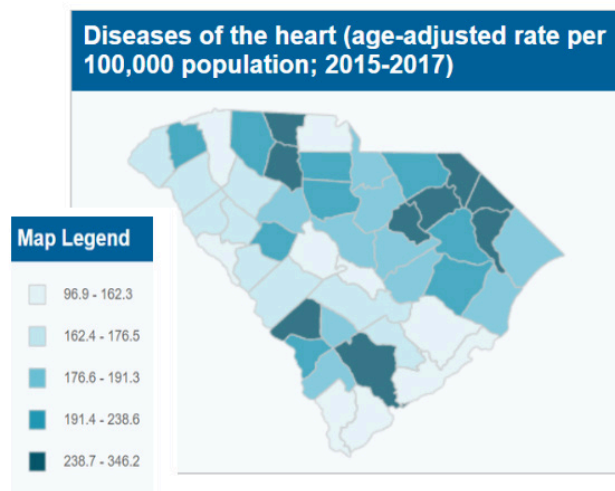 Diseases of the heart (age-adjusted rate per
100,000 population; 2015-2017)
Map Legend
96.9 - 162.3
162.4 - 176.5
176.6 - 191.3
191.4 - 238.6
238.7 - 346.2